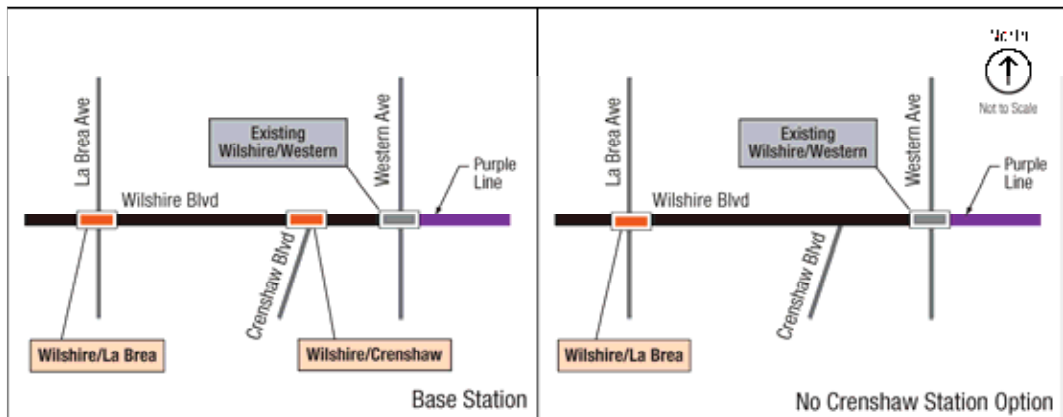 La Brea Ave
Existing
Wilshire/Western
Western Ave
Purple
Line
Wilshire Blvd
Crenshaw Blvd
Wilshire/La Brea
Wilshire/Crenshaw
Base Station
North
Not to Scale
La Brea Ave
Existing
Wilshire/Western
Western Ave
Purple
Line
Wilshire Blvd
Crenshaw Blvd
Wilshire/La Brea
No Crenshaw Station Option